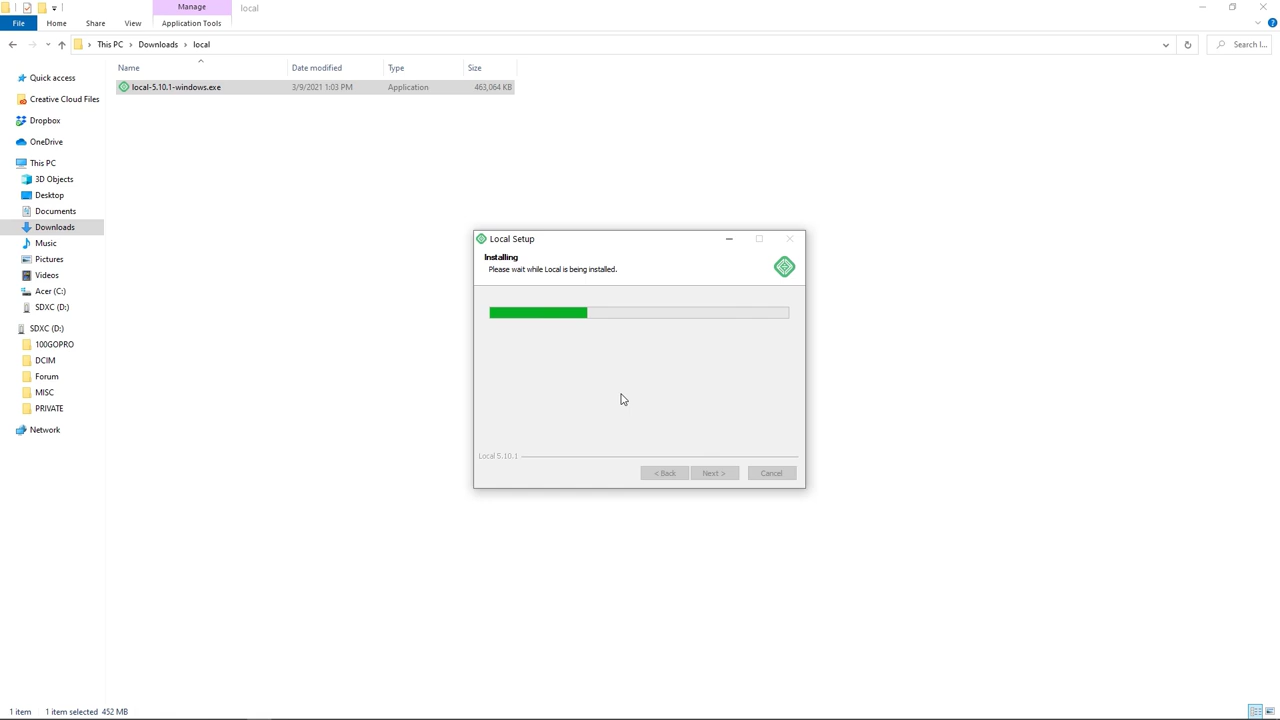 Manage
local
File
Home
Share
View
Application Tools
This PC
Downloads
local
Search l...
Name
Date modified
Type
Size
local-5.10.1-windows.exe
3/9/2021 1:03 PM
Application
463,064 KB
Quick access
Creative Cloud Files
Dropbox
OneDrive
This PC
3D Objects
Desktop
Documents
Downloads
Music
Pictures
Videos
Acer (C:)
SDXC (D:)
SDXC (D:)
100GOPRO
DCIM
Forum
MISC
PRIVATE
Network
Local Setup
Installing
Please wait while Local is being installed.
Local 5.10.1
< Back
Next >
Cancel
1 item
1 item selected 452 MB